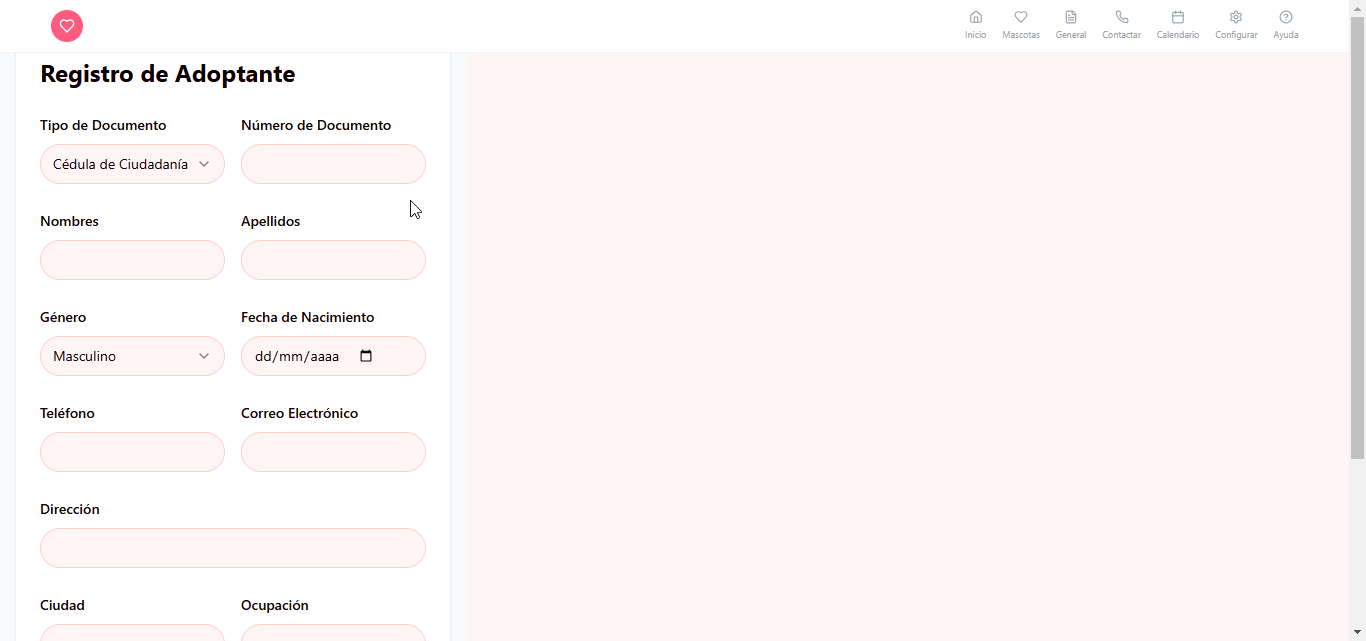 Inicio Mascotas General Contactar Calendario Configurar Ayuda
Registro de Adoptante
Tipo de Documento Número de Documento
Cédula de Ciudadanía
Nombres Apellidos
Género Fecha de Nacimiento
Masculino dd/mm/aaaa
Teléfono Correo Electrónico
Dirección
Ciudad Ocupación